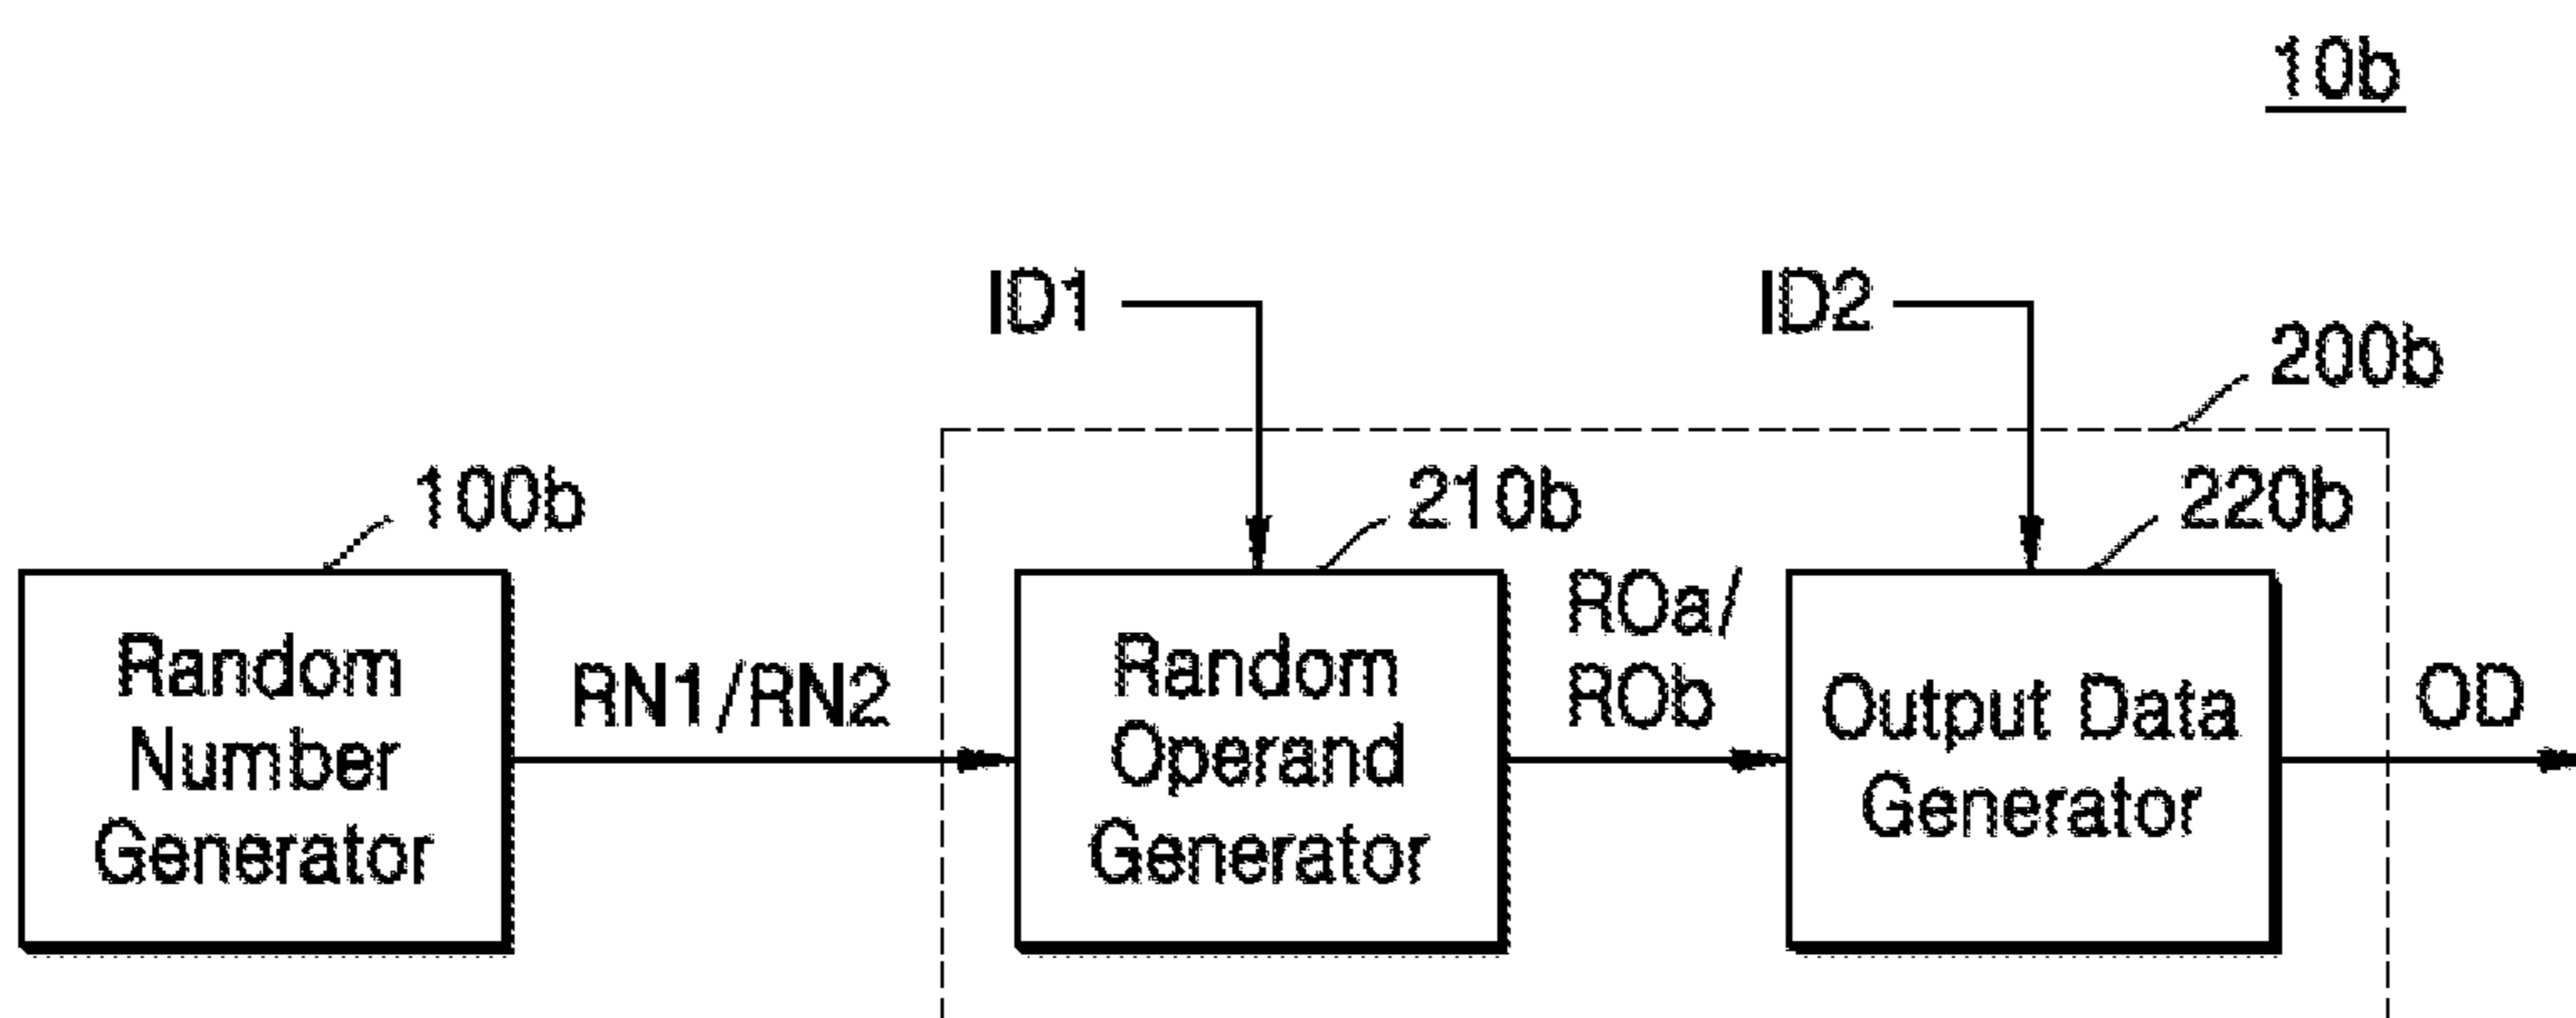 10b
ID1
ID2
200b
100b
210b
220b
Random
Number
Generator
RN1/RN2
Random
Operand
Generator
ROa/
ROb
Output Data
Generator
OD